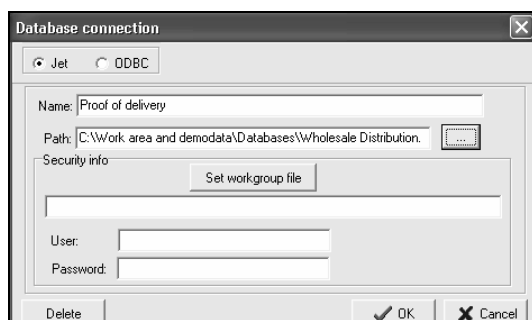 Database connection
Jet ODBC
Name: Proof of delivery
Path: C:\Work area and demodata\Databases\Wholesale Distribution. ...
Security info
Set workgroup file
User:
Password:
Delete OK Cancel